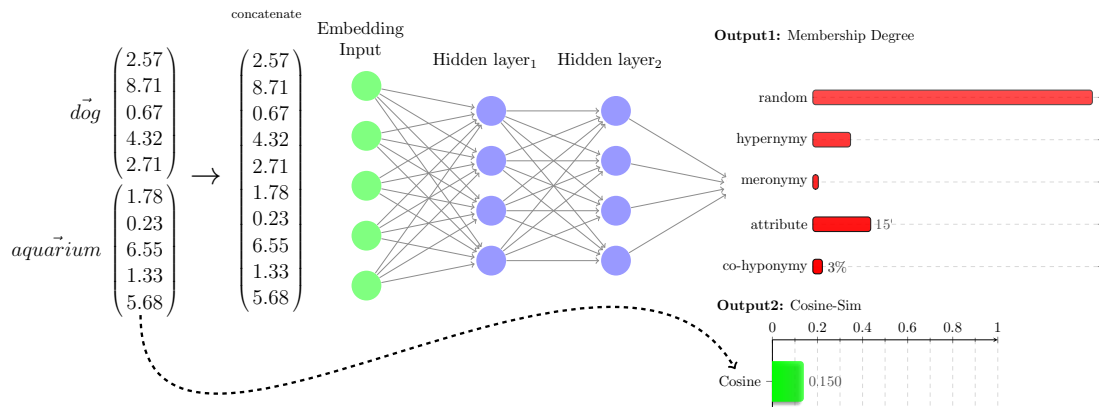 concatenate
Embedding
Input
Hidden layer1
Hidden layer2
dog
2.57
8.71
0.67
4.32
2.71
aquarium
1.78
0.23
6.55
1.33
5.68
→
2.57
8.71
0.67
4.32
2.71
1.78
0.23
6.55
1.33
5.68
Output1: Membership Degree
random
hypernymy
meronymy
attribute
15'
co-hyponymy
3%
Output2: Cosine-Sim
0 0.2 0.4 0.6 0.8 1
Cosine
0.150